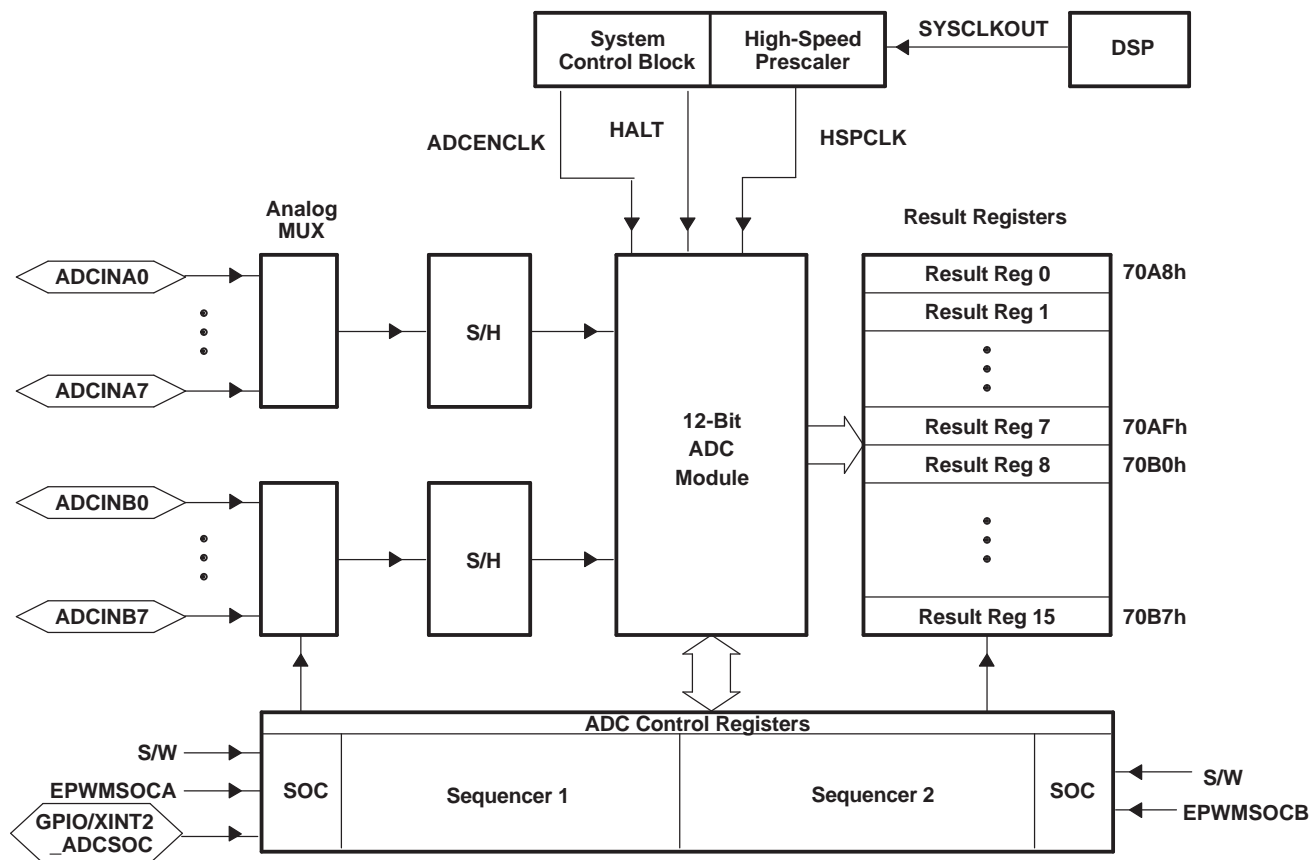 System
Control Block
High-Speed
Prescaler
SYSCLKOUT
DSP
ADCENCLK
HALT
HSPCLK
Analog
MUX
Result Registers
ADCINA0
ADCINA7
S/H
ADCINB0
ADCINB7
S/H
12-Bit
ADC
Module
Result Reg 0
70A8h
Result Reg 1
Result Reg 7
70AFh
Result Reg 8
70B0h
Result Reg 15
70B7h
ADC Control Registers
S/W
EPWMSOCA
GPIO/XINT2
_ADCSOC
SOC
Sequencer 1
Sequencer 2
SOC
S/W
EPWMSOCB